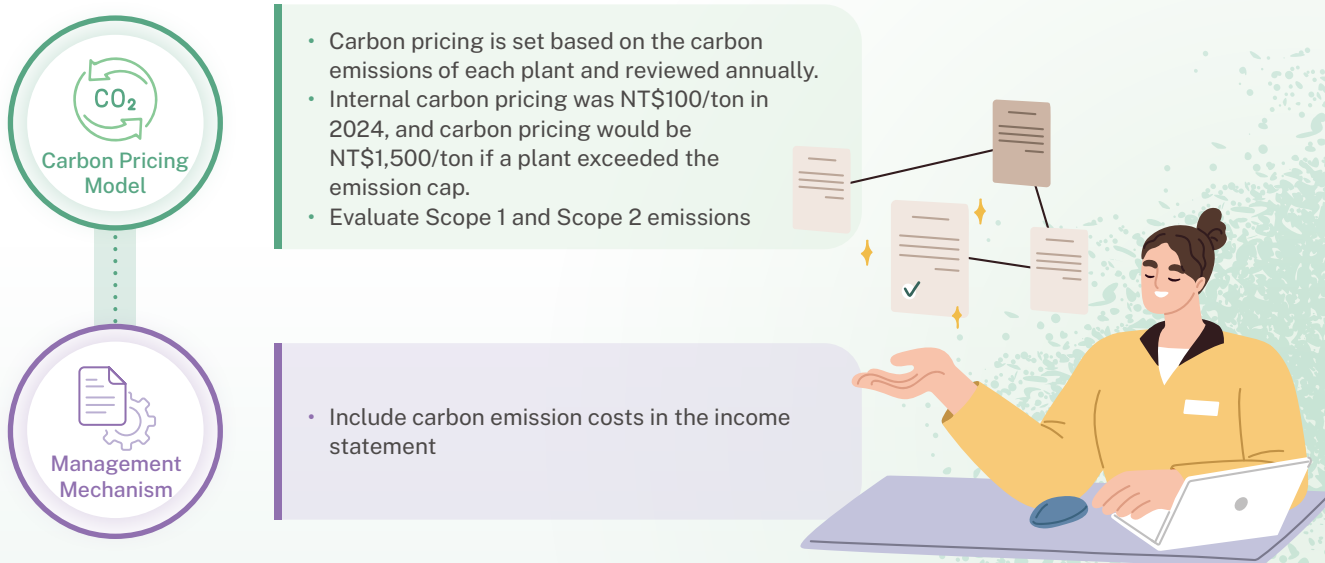 CO₂
Carbon Pricing
Model
• Carbon pricing is set based on the carbon
emissions of each plant and reviewed annually.
• Internal carbon pricing was NT$100/ton in
2024, and carbon pricing would be
NT$1,500/ton if a plant exceeded the
emission cap.
• Evaluate Scope 1 and Scope 2 emissions
Management
Mechanism
• Include carbon emission costs in the income
statement